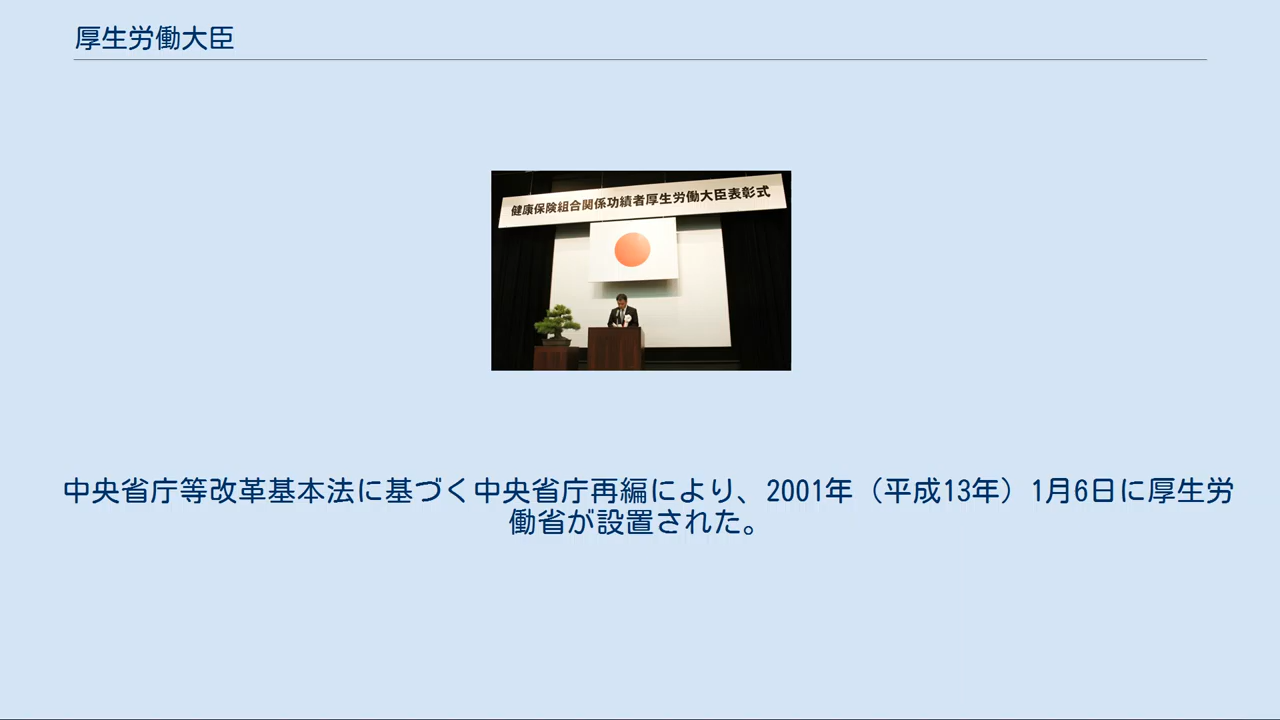 厚生労働大臣
健康保険組合関係功績者厚生労働大臣表彰式
中央省庁等改革基本法に基づく中央省庁再編により、2001年（平成13年）1月6日に厚生労
働省が設置された。